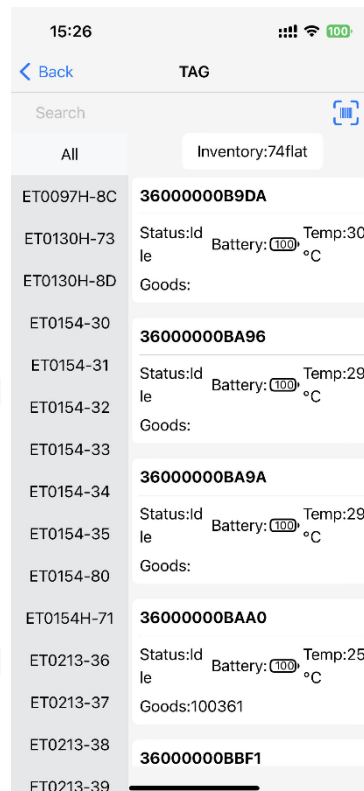 15:26
100
Back
TAG
Search
All
Inventory:74flat
ET0097H-8C
ET0130H-73
ET0130H-8D
ET0154-30
ET0154-31
ET0154-32
ET0154-33
ET0154-34
ET0154-35
ET0154-80
ET0154H-71
ET0213-36
ET0213-37
ET0213-38
ET0213-39
36000000B9DA
Status:Id
le
Battery: 100
Temp:30
°C
Goods:
36000000BA96
Status:Id
le
Battery: 100
Temp:29
°C
Goods:
36000000BA9A
Status:Id
le
Battery: 100
Temp:29
°C
Goods:
36000000BAA0
Status:Id
le
Battery: 100
Temp:25
°C
Goods:100361
36000000BBF1